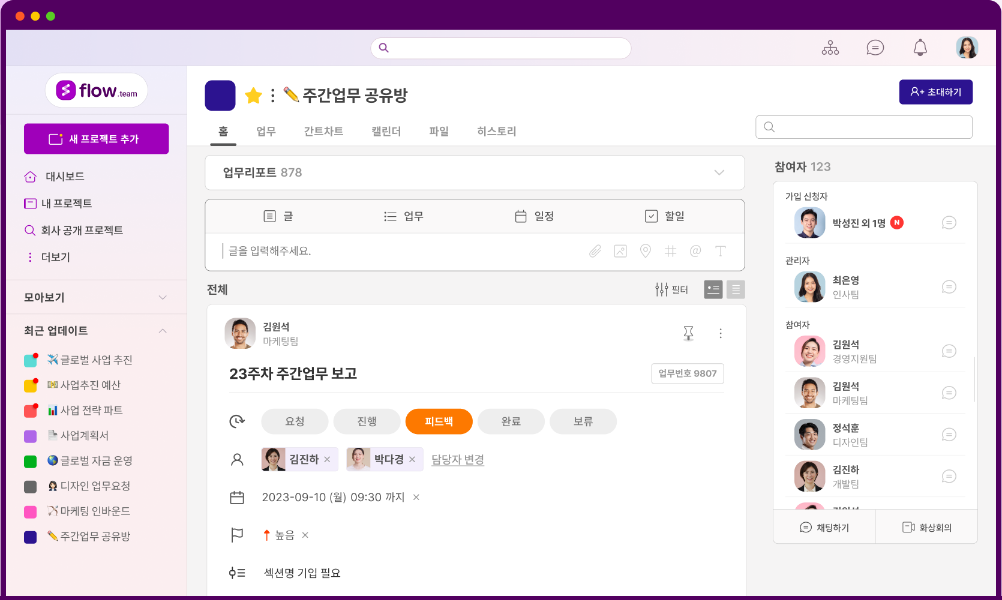 flow.team
새 프로젝트 추가
대시보드
내 프로젝트
회사 공개 프로젝트
더보기
모아보기
최근 업데이트
글로벌 사업 추진
사업추진 예산
사업 전략 파트
사업계획서
글로벌 자금 운영
디자인 업무요청
마케팅 인바운드
주간업무 공유방
주간업무 공유방
초대하기
홈 업무 간트차트 캘린더 파일 히스토리
업무리포트 878
글 업무 일정 할일
글을 입력해주세요.
전체 필터
김원석
마케팅팀
23주차 주간업무 보고 업무번호 9807
요청 진행 피드백 완료 보류
김진하 × 박다경 × 담당자 변경
2023-09-10 (월) 09:30 까지 ×
높음 ×
섹션명 기입 필요
참여자 123
가입 신청자
박성진 외 1명 N
관리자
최은영
인사팀
참여자
김원석
경영지원팀
김원석
마케팅팀
정석훈
디자인팀
김진하
개발팀
채팅하기 화상회의